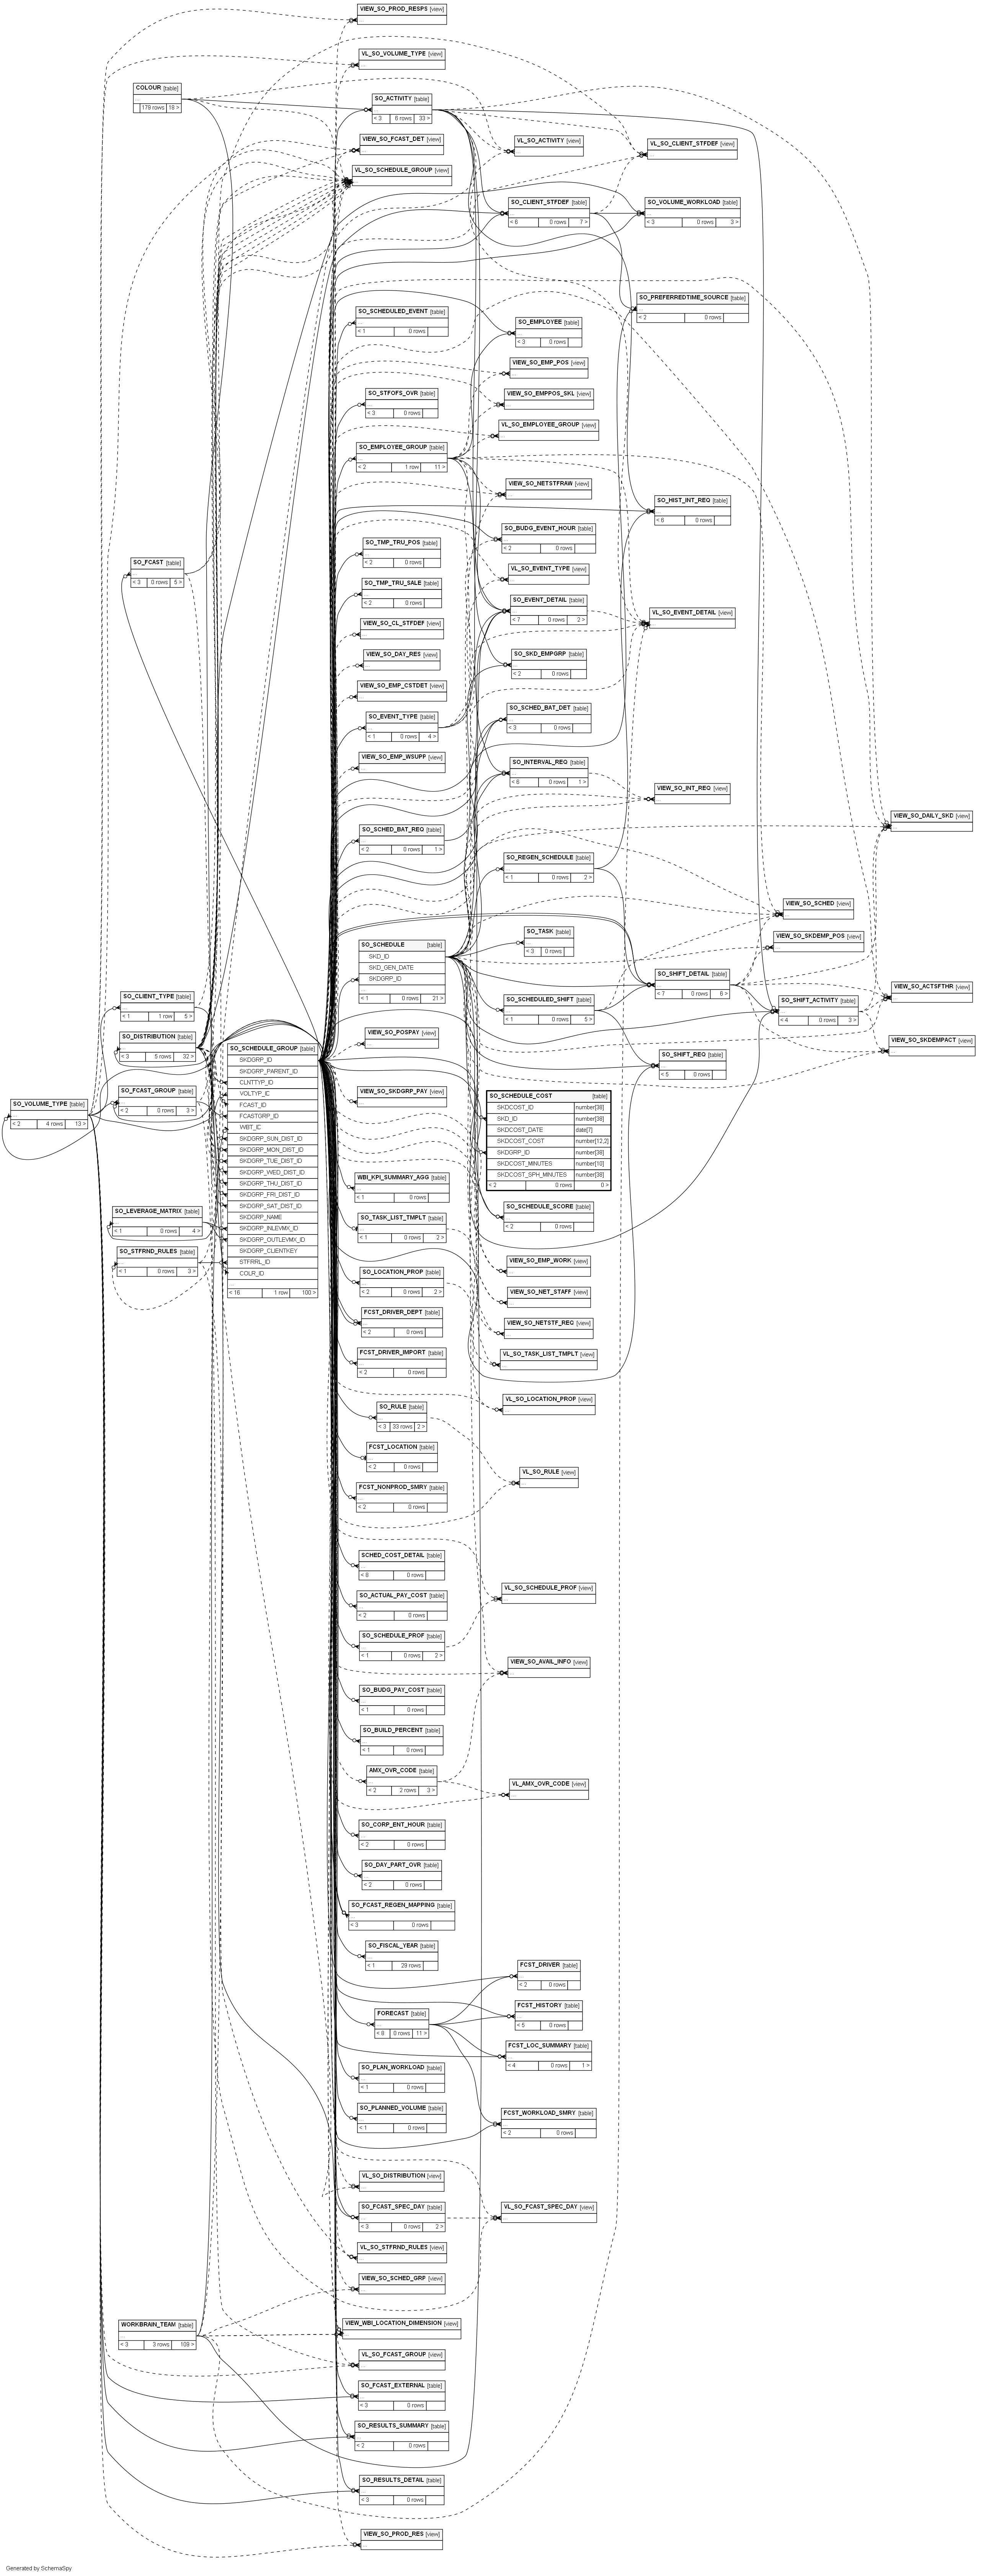 VIEW_SO_PROD_RESPS [view]
...
VL_SO_VOLUME_TYPE [view]
...
COLOUR [table]
...
179 rows 18 >
SO_ACTIVITY [table]
...
< 3 6 rows 33 >
VIEW_SO_FCAST_DET [view]
...
VL_SO_ACTIVITY [view]
...
VL_SO_CLIENT_STFDEF [view]
...
VL_SO_SCHEDULE_GROUP [view]
...
SO_CLIENT_STFDEF [table]
...
< 6 0 rows 7 >
SO_VOLUME_WORKLOAD [table]
...
< 3 0 rows 3 >
SO_PREFERREDTIME_SOURCE [table]
...
< 2 0 rows
SO_SCHEDULED_EVENT [table]
...
< 1 0 rows
SO_EMPLOYEE [table]
...
< 3 0 rows
VIEW_SO_EMP_POS [view]
...
SO_STFOFS_OVR [table]
...
< 3 0 rows
VIEW_SO_EMPPOS_SKL [view]
...
VL_SO_EMPLOYEE_GROUP [view]
...
SO_EMPLOYEE_GROUP [table]
...
< 2 1 row 11 >
VIEW_SO_NETSTFRAW [view]
...
SO_HIST_INT_REQ [table]
...
< 6 0 rows
SO_BUDG_EVENT_HOUR [table]
...
< 2 0 rows
SO_TMP_TRU_POS [table]
...
< 2 0 rows
SO_FCAST [table]
...
< 3 0 rows 5 >
VL_SO_EVENT_TYPE [view]
...
SO_TMP_TRU_SALE [table]
...
< 2 0 rows
SO_EVENT_DETAIL [table]
...
< 7 0 rows 2 >
VL_SO_EVENT_DETAIL [view]
...
VIEW_SO_CL_STFDEF [view]
...
VIEW_SO_DAY_RES [view]
...
SO_SKD_EMPGRP [table]
...
< 2 0 rows
VIEW_SO_EMP_CSTDET [view]
...
SO_SCHED_BAT_DET [table]
...
< 3 0 rows
SO_EVENT_TYPE [table]
...
< 1 0 rows 4 >
VIEW_SO_EMP_WSUPP [view]
...
SO_INTERVAL_REQ [table]
...
< 6 0 rows 1 >
VIEW_SO_INT_REQ [view]
...
VIEW_SO_DAILY_SKD [view]
...
SO_SCHED_BAT_REQ [table]
...
< 2 0 rows 1 >
SO_REGEN_SCHEDULE [table]
...
< 1 0 rows 2 >
VIEW_SO_SCHED [view]
...
SO_TASK [table]
...
< 3 0 rows
VIEW_SO_SKDEMP_POS [view]
...
SO_SCHEDULE [table]
SKD_ID
SKD_GEN_DATE
SKDGRP_ID
...
< 1 0 rows 21 >
SO_SHIFT_DETAIL [table]
...
< 7 0 rows 6 >
VIEW_SO_ACTSFTHR [view]
...
SO_CLIENT_TYPE [table]
...
< 1 1 row 5 >
SO_SCHEDULED_SHIFT [table]
...
< 1 0 rows 5 >
SO_SHIFT_ACTIVITY [table]
...
< 4 0 rows 3 >
SO_DISTRIBUTION [table]
...
< 3 5 rows 32 >
VIEW_SO_POSPAY [view]
...
VIEW_SO_SKDEMPACT [view]
...
SO_SHIFT_REQ [table]
...
< 5 0 rows
SO_SCHEDULE_GROUP [table]
SKDGRP_ID
SKDGRP_PARENT_ID
CLNTTYP_ID
VOLTYP_IC
FCAST_ID
FCASTGRP_ID
WBT_IC
SKDGRP_SUN_DIST_ID
SKDGRP_MON_DIST_ID
SKDGRP_TUE_DIST_ID
SKDGRP_WED_DIST_ID
SKDGRP_THU_DIST_ID
SKDGRP_FRI_DIST_ID
SKDGRP_SAT_DIST_ID
SKDGRP_NAME
SKDGRP_INLEVMX_ID
SKDGRP_OUTLEVMX_ID
SKDGRP_CLIENTKEY
STFRRL_ID
COLR_ID
...
< 16 1 row 100 >
SO_FCAST_GROUP [table]
...
< 2 0 rows 3 >
SO_VOLUME_TYPE [table]
...
< 2 4 rows 13 >
VIEW_SO_SKDGRP_PAY [view]
...
SO_SCHEDULE_COST [table]
SKDCOST_ID number[38]
SKD_ID number[38]
SKDCOST_DATE date[7]
SKDCOST_COST number[12,2]
SKDGRP_ID number[38]
SKDCOST_MINUTES number[10]
SKDCOST_SPH_MINUTES number[38]
< 2 0 rows 0 >
WBI_KPI_SUMMARY_AGG [table]
...
< 1 0 rows
SO_LEVERAGE_MATRIX [table]
...
< 1 0 rows 4 >
SO_TASK_LIST_TMPLT [table]
...
< 1 0 rows 2 >
SO_SCHEDULE_SCORE [table]
...
< 2 0 rows
SO_STFRND_RULES [table]
...
< 1 0 rows 3 >
VIEW_SO_EMP_WORK [view]
...
SO_LOCATION_PROP [table]
...
< 2 0 rows 2 >
VIEW_SO_NET_STAFF [view]
...
FCST_DRIVER_DEPT [table]
...
< 2 0 rows
VIEW_SO_NETSTF_REQ [view]
...
FCST_DRIVER_IMPORT [table]
...
< 2 0 rows
VL_SO_TASK_LIST_TMPLT [view]
...
SO_RULE [table]
...
< 3 33 rows 2 >
VL_SO_LOCATION_PROP [view]
...
FCST_LOCATION [table]
...
< 2 0 rows
VL_SO_RULE [view]
...
FCST_NONPROD_SMRY [table]
...
< 2 0 rows
SCHED_COST_DETAIL [table]
...
< 8 0 rows
SO_ACTUAL_PAY_COST [table]
...
< 2 0 rows
VL_SO_SCHEDULE_PROF [view]
...
SO_SCHEDULE_PROF [table]
...
< 1 0 rows 2 >
VIEW_SO_AVAIL_INFO [view]
...
SO_BUDG_PAY_COST [table]
...
< 1 0 rows
SO_BUILD_PERCENT [table]
...
< 1 0 rows
AMX_OVR_CODE [table]
...
< 2 2 rows 3 >
VL_AMX_OVR_CODE [view]
...
SO_CORP_ENT_HOUR [table]
...
< 2 0 rows
SO_DAY_PART_OVR [table]
...
< 2 0 rows
SO_FCAST_REGEN_MAPPING [table]
...
< 3 0 rows
SO_FISCAL_YEAR [table]
...
< 1 29 rows
FCST_DRIVER [table]
...
< 2 0 rows
FORECAST [table]
...
< 8 0 rows 11 >
FCST_HISTORY [table]
...
< 5 0 rows
FCST_LOC_SUMMARY [table]
...
< 4 0 rows 1 >
SO_PLAN_WORKLOAD [table]
...
< 1 0 rows
SO_PLANNED_VOLUME [table]
...
< 1 0 rows
FCST_WORKLOAD_SMRY [table]
...
< 2 0 rows
VL_SO_DISTRIBUTION [view]
...
SO_FCAST_SPEC_DAY [table]
...
< 3 0 rows 2 >
VL_SO_FCAST_SPEC_DAY [view]
...
VL_SO_STFRND_RULES [view]
...
VIEW_SO_SCHED_GRP [view]
...
WORKBRAIN_TEAM [table]
...
< 3 3 rows 109 >
VIEW_WBI_LOCATION_DIMENSION [view]
...
VL_SO_FCAST_GROUP [view]
...
SO_FCAST_EXTERNAL [table]
...
< 3 0 rows
SO_RESULTS_SUMMARY [table]
...
< 2 0 rows
SO_RESULTS_DETAIL [table]
...
< 3 0 rows
VIEW_SO_PROD_RES [view]
...
Generated by SchemaSpy